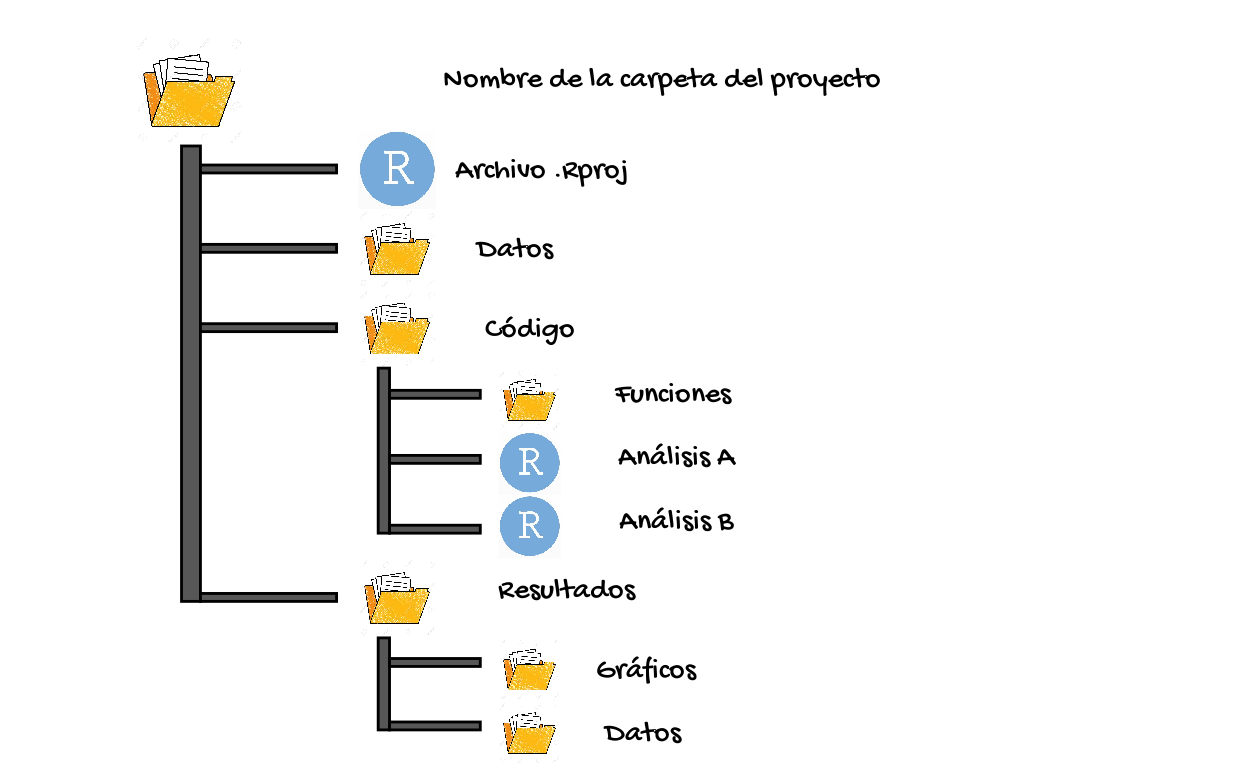 Nombre de la carpeta del proyecto
R Archivo .Rproj
Datos
Código
Funciones
R Análisis A
R Análisis B
Resultados
Gráficos
Datos